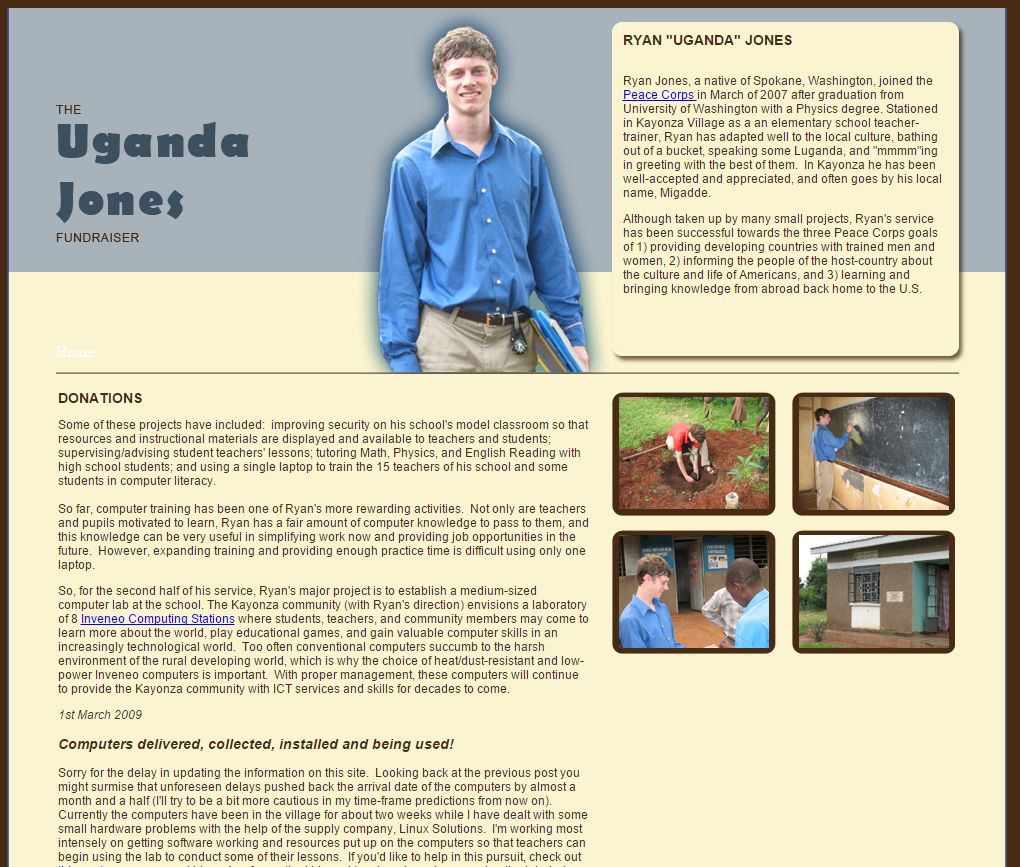 THE
Uganda
Jones
FUNDRAISER
Home
RYAN "UGANDA" JONES
Ryan Jones, a native of Spokane, Washington, joined the
Peace Corps in March of 2007 after graduation from
University of Washington with a Physics degree. Stationed
in Kayonza Village as a an elementary school teacher-
trainer, Ryan has adapted well to the local culture, bathing
out of a bucket, speaking some Luganda, and "mmmm"ing
in greeting with the best of them.  In Kayonza he has been
well-accepted and appreciated, and often goes by his local
name, Migadde.
Although taken up by many small projects, Ryan's service
has been successful towards the three Peace Corps goals
of 1) providing developing countries with trained men and
women, 2) informing the people of the host-country about
the culture and life of Americans, and 3) learning and
bringing knowledge from abroad back home to the U.S.
DONATIONS
Some of these projects have included:  improving security on his school's model classroom so that
resources and instructional materials are displayed and available to teachers and students;
supervising/advising student teachers' lessons; tutoring Math, Physics, and English Reading with
high school students; and using a single laptop to train the 15 teachers of his school and some
students in computer literacy.
So far, computer training has been one of Ryan's more rewarding activities.  Not only are teachers
and pupils motivated to learn, Ryan has a fair amount of computer knowledge to pass to them, and
this knowledge can be very useful in simplifying work now and providing job opportunities in the
future.  However, expanding training and providing enough practice time is difficult using only one
laptop.
So, for the second half of his service, Ryan's major project is to establish a medium-sized
computer lab at the school. The Kayonza community (with Ryan's direction) envisions a laboratory
of 8 Inveneo Computing Stations where students, teachers, and community members may come to
learn more about the world, play educational games, and gain valuable computer skills in an
increasingly technological world.  Too often conventional computers succumb to the harsh
environment of the rural developing world, which is why the choice of heat/dust-resistant and low-
power Inveneo computers is important.  With proper management, these computers will continue
to provide the Kayonza community with ICT services and skills for decades to come.
1st March 2009
Computers delivered, collected, installed and being used!
Sorry for the delay in updating the information on this site.  Looking back at the previous post you
might surmise that unforeseen delays pushed back the arrival date of the computers by almost a
month and a half (I'll try to be a bit more cautious in my time-frame predictions from now on).
Currently the computers have been in the village for about two weeks while I have dealt with some
small hardware problems with the help of the supply company, Linux Solutions.  I'm working most
intensely on getting software working and resources put up on the computers so that teachers can
begin using the lab to conduct some of their lessons.  If you'd like to help in this pursuit, check out